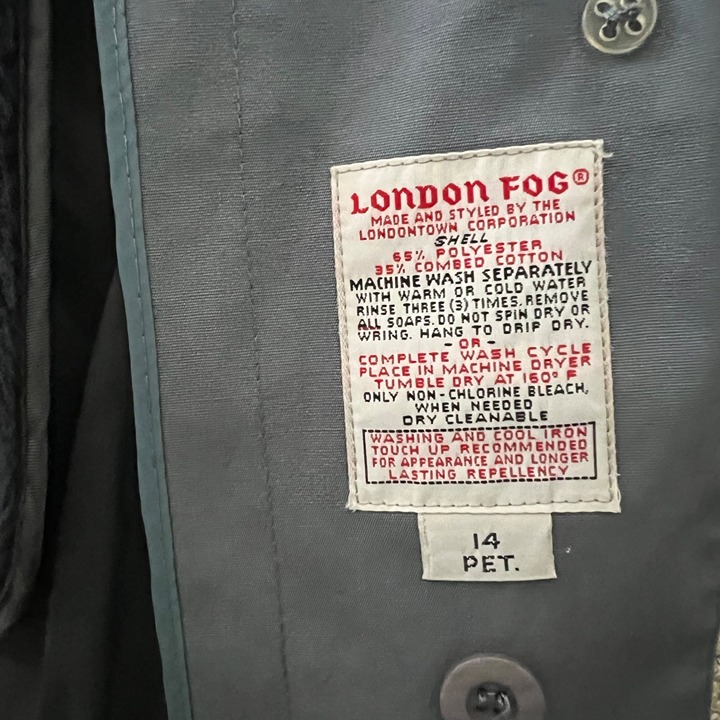 LONDON FOG®
MADE AND STYLED BY THE
LONDONTOWN CORPORATION
SHELL
65% POLYESTER
35% COMBED COTTON
MACHINE WASH SEPARATELY
WITH WARM OR COLD WATER
RINSE THREE (3) TIMES. REMOVE
ALL SOAPS. DO NOT SPIN DRY OR
WRING. HANG TO DRIP DRY.
- OR -
COMPLETE WASH CYCLE
PLACE IN MACHINE DRYER
TUMBLE DRY AT 160° F
ONLY NON-CHLORINE BLEACH,
WHEN NEEDED
DRY CLEANABLE
WASHING AND COOL IRON
TOUCH UP RECOMMENDED
FOR APPEARANCE AND LONGER
LASTING REPELLENCY
14
PET.